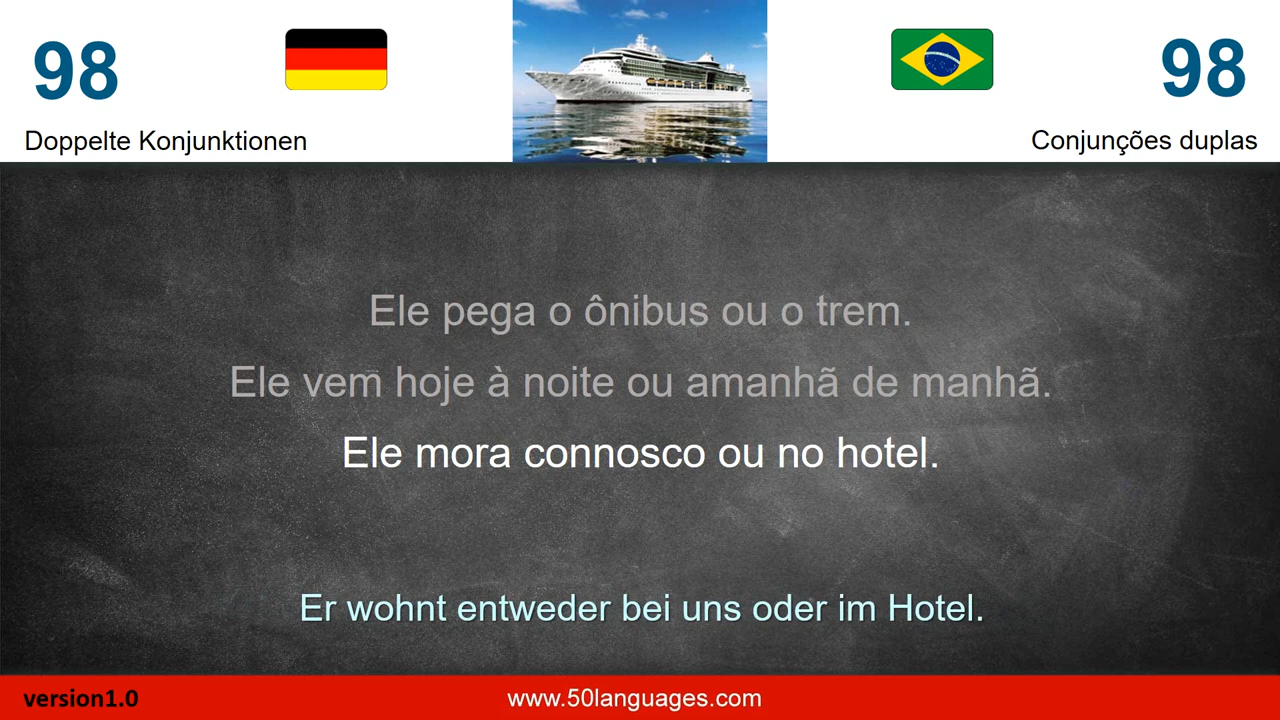 98
98
Doppelte Konjunktionen
Conjunções duplas
Ele pega o ônibus ou o trem.
Ele vem hoje à noite ou amanhã de manhã.
Ele mora connosco ou no hotel.
Er wohnt entweder bei uns oder im Hotel.
version1.0
www.50languages.com